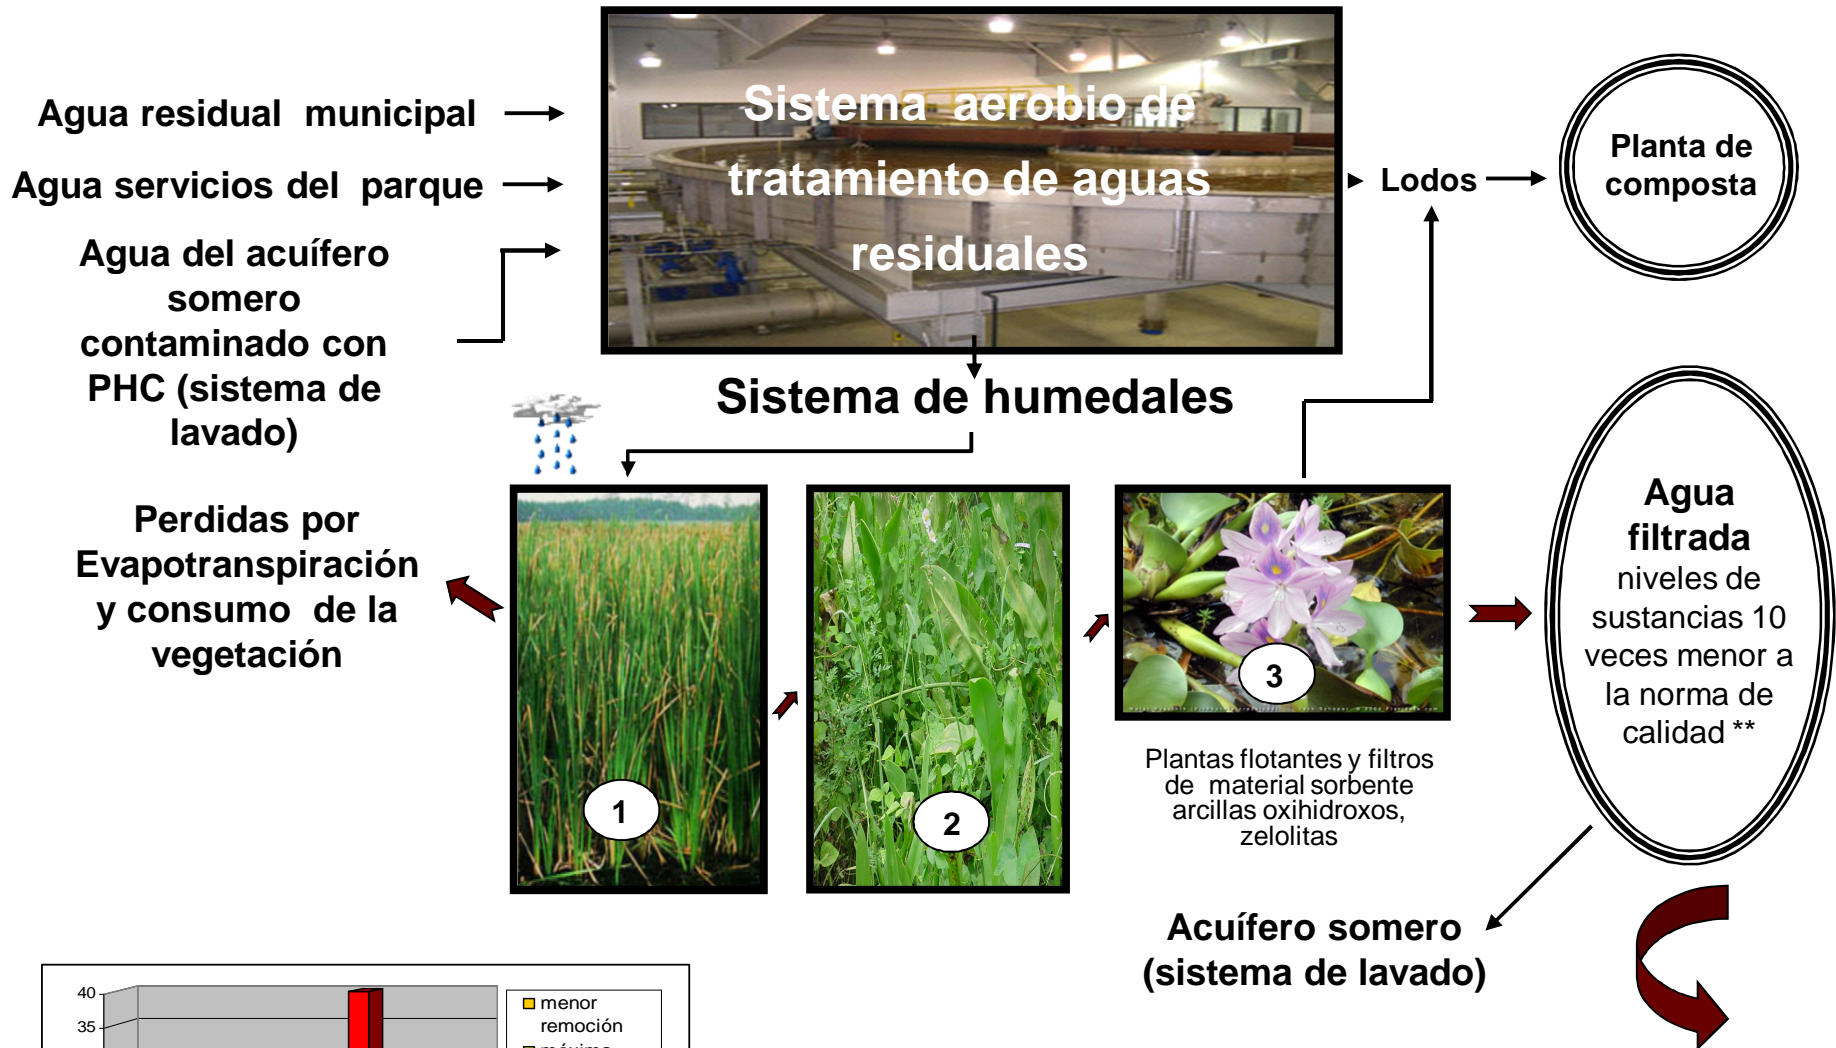 Agua residual municipal
Agua servicios del parque
Agua del acuífero
somero
contaminado con
PHC (sistema de
lavado)
Sistema aerobio de
tratamiento de aguas
residuales
Lodos
Planta de
composta
Sistema de humedales
Perdidas por
Evapotranspiración
y consumo de la
vegetación
1
2
3
Plantas flotantes y filtros
de material sorbente
arcillas oxihidroxos,
zelolitas
Agua
filtrada
niveles de
sustancias 10
veces menor a
la norma de
calidad **
Acuífero somero
(sistema de lavado)
40
35
menor
remoción